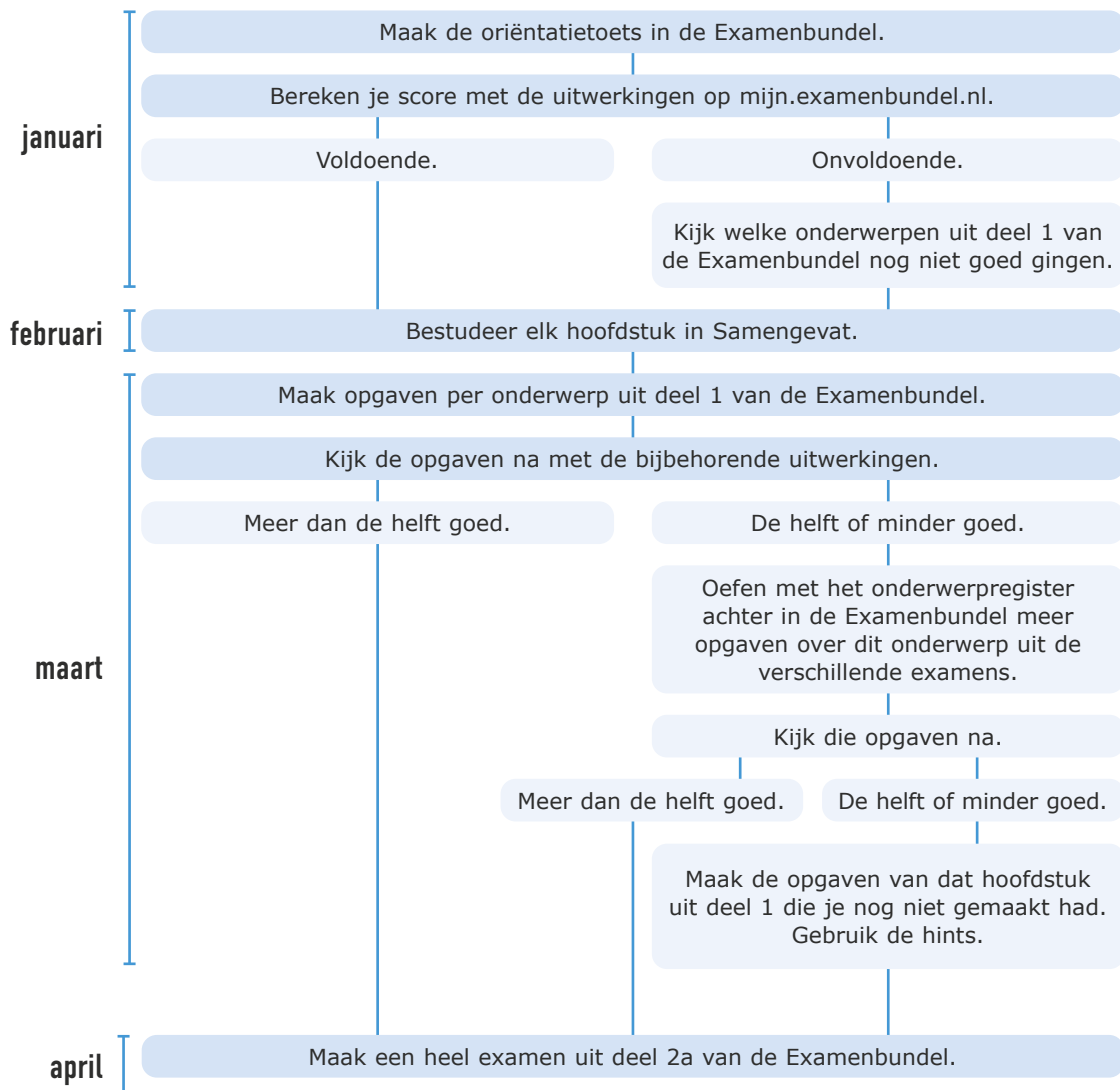 januari
Maak de oriëntatietoets in de Examenbundel.
Bereken je score met de uitwerkingen op mijn.examenbundel.nl.
Voldoende.
Onvoldoende.
Kijk welke onderwerpen uit deel 1 van
de Examenbundel nog niet goed gingen.
februari
Bestudeer elk hoofdstuk in Samengevat.
maart
Maak opgaven per onderwerp uit deel 1 van de Examenbundel.
Kijk de opgaven na met de bijbehorende uitwerkingen.
Meer dan de helft goed.
De helft of minder goed.
Oefen met het onderwerpregister
achter in de Examenbundel meer
opgaven over dit onderwerp uit de
verschillende examens.
Kijk die opgaven na.
Meer dan de helft goed.
De helft of minder goed.
Maak de opgaven van dat hoofdstuk
uit deel 1 die je nog niet gemaakt had.
Gebruik de hints.
april
Maak een heel examen uit deel 2a van de Examenbundel.